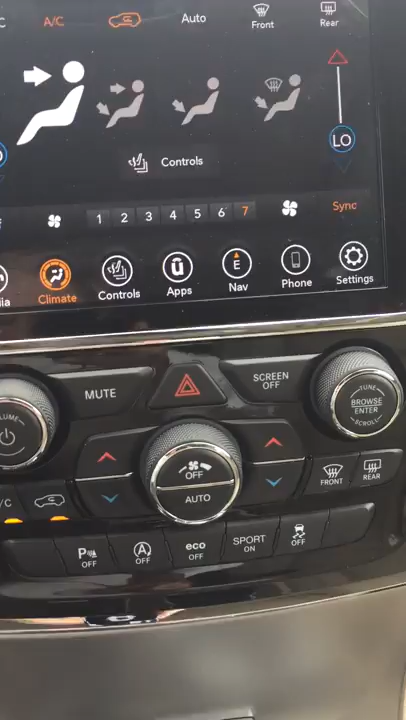 A/C
Auto
Front
Rear
LO
Controls
1 2 3 4 5 6 7
Sync
Climate
Controls
U
Apps
E
Nav
Phone
Settings
MUTE
SCREEN
OFF
TUNE
BROWSE
ENTER
SCROLL
OFF
AUTO
FRONT
REAR
P
OFF
A
OFF
eco
OFF
SPORT
ON
OFF